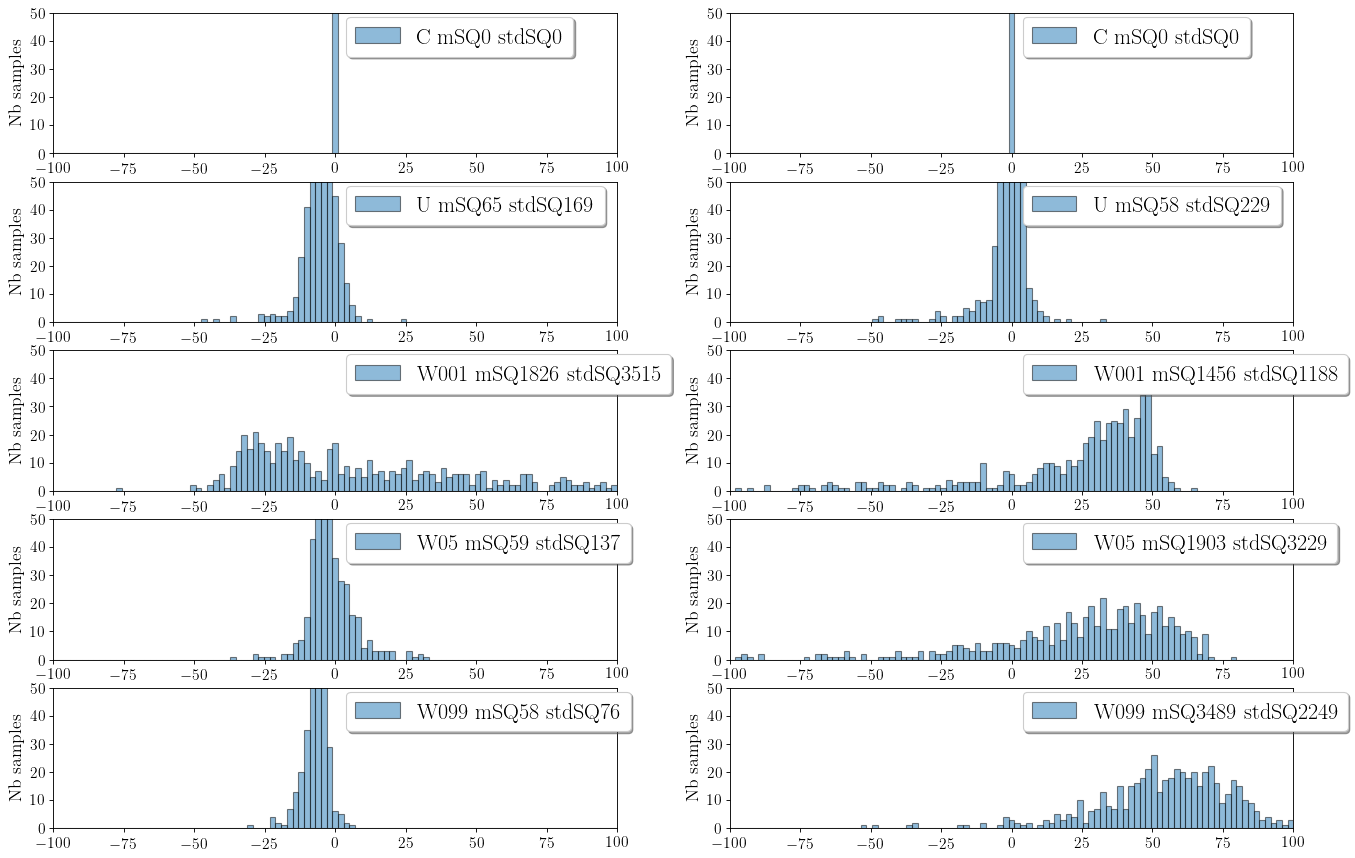 50
40
30
20
10
0
Nb samples
C mSQ0 stdSQ0
−100 −75 −50 −25 0 25 50 75 100
50
40
30
20
10
0
Nb samples
C mSQ0 stdSQ0
−100 −75 −50 −25 0 25 50 75 100
50
40
30
20
10
0
Nb samples
U mSQ65 stdSQ169
−100 −75 −50 −25 0 25 50 75 100
50
40
30
20
10
0
Nb samples
U mSQ58 stdSQ229
−100 −75 −50 −25 0 25 50 75 100
50
40
30
20
10
0
Nb samples
W001 mSQ1826 stdSQ3515
−100 −75 −50 −25 0 25 50 75 100
50
40
30
20
10
0
Nb samples
W001 mSQ1456 stdSQ1188
−100 −75 −50 −25 0 25 50 75 100
50
40
30
20
10
0
Nb samples
W05 mSQ59 stdSQ137
−100 −75 −50 −25 0 25 50 75 100
50
40
30
20
10
0
Nb samples
W05 mSQ1903 stdSQ3229
−100 −75 −50 −25 0 25 50 75 100
50
40
30
20
10
0
Nb samples
W099 mSQ58 stdSQ76
−100 −75 −50 −25 0 25 50 75 100
50
40
30
20
10
0
Nb samples
W099 mSQ3489 stdSQ2249
−100 −75 −50 −25 0 25 50 75 100